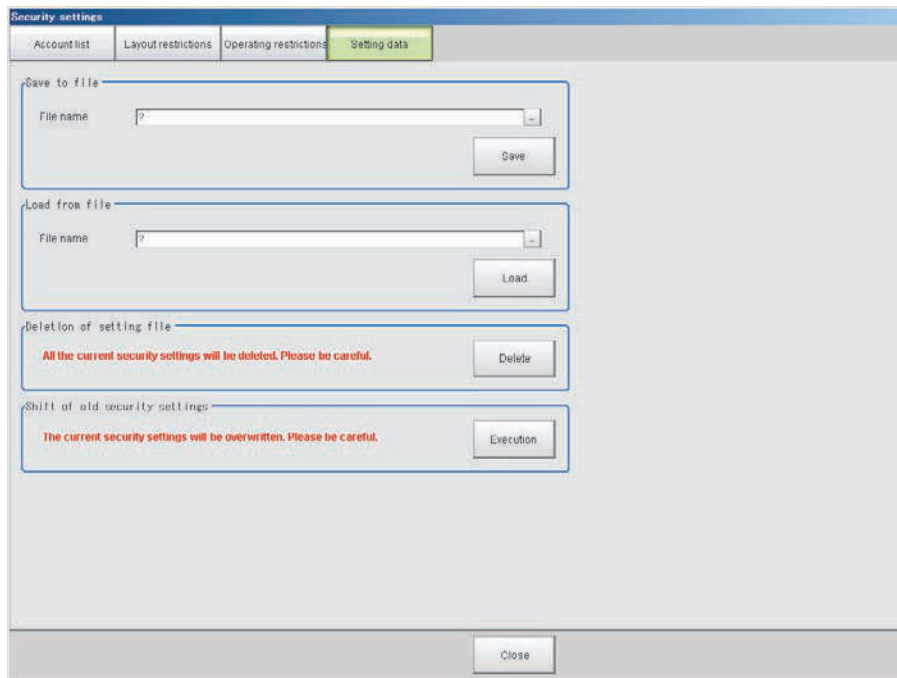 Security settings
Account list Layout restrictions Operating restrictions Setting data
Save to file
File name ? ...
Save
Load from file
File name ? ...
Load
Deletion of setting file
All the current security settings will be deleted. Please be careful. Delete
Shift of old security settings
The current security settings will be overwritten. Please be careful. Execution
Close